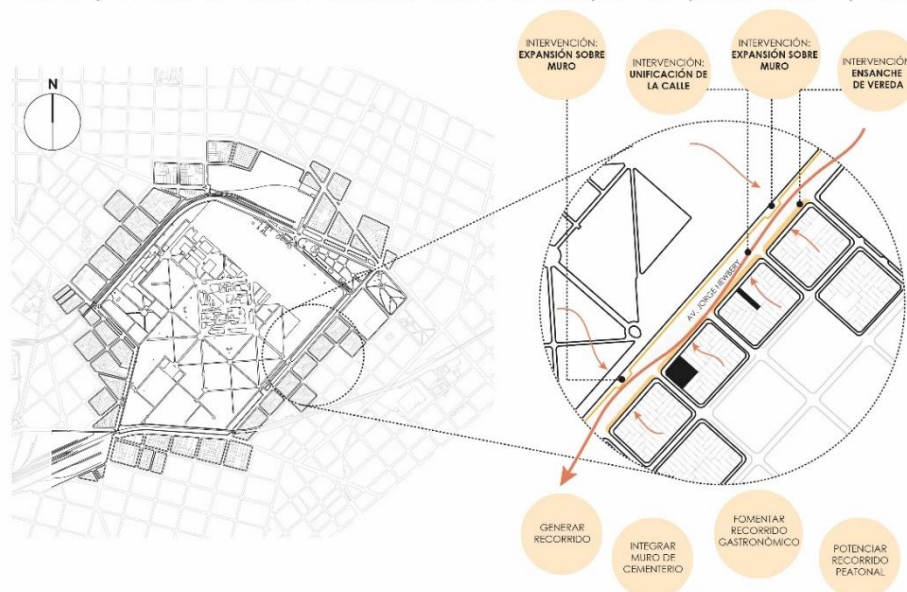 INTERVENCIÓN:
EXPANSIÓN SOBRE
MURO
INTERVENCIÓN:
UNIFICACIÓN DE
LA CALLE
INTERVENCIÓN:
EXPANSIÓN SOBRE
MURO
INTERVENCIÓN
ENSANCHE
DE VEREDA
N
AV. JORGE NEWBERY
GENERAR
RECORRIDO
INTEGRAR
MURO DE
CEMENTERIO
FOMENTAR
RECORRIDO
GASTRONÓMICO
POTENCIAR
RECORRIDO
PEATONAL